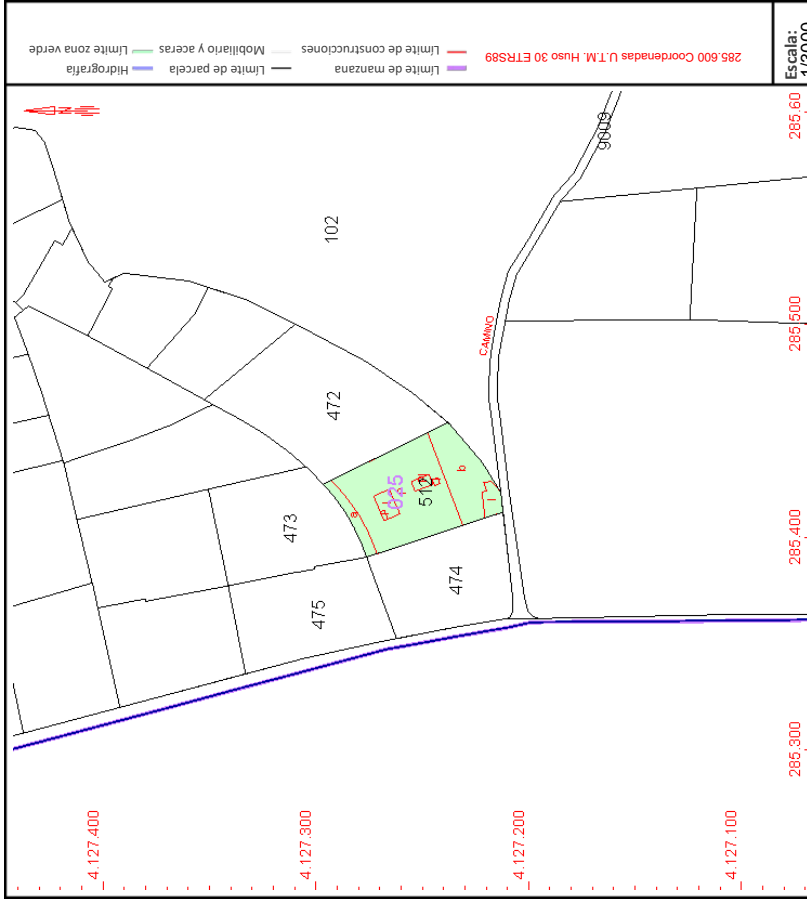 Límite de manzana
Límite de construcciones
Límite de parcela
Mobiliario y aceras
Hidrografía
Límite zona verde
285.600 Coordenadas U.T.M. Huso 30 ETRS89
Escala:
102
9009
CAMINO
472
473
025
474
475
a
b
4.127.400
4.127.300
4.127.200
4.127.100
285.300
285.400
285.500
285.60